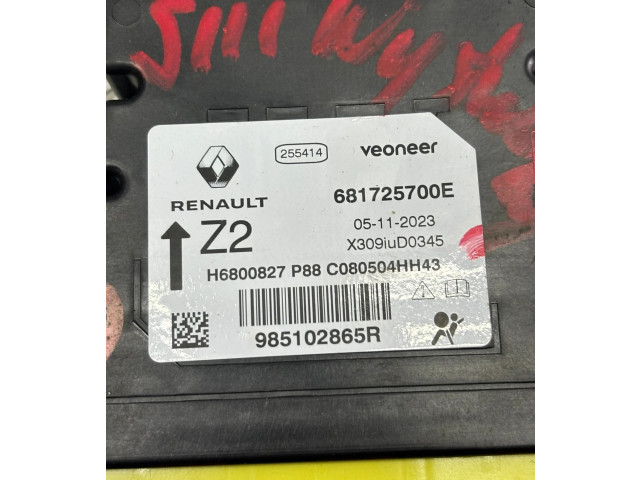 255414
veoneer
RENAULT
681725700E
05-11-2023
Z2
X309iuD0345
H6800827 P88 C080504HH43
985102865R